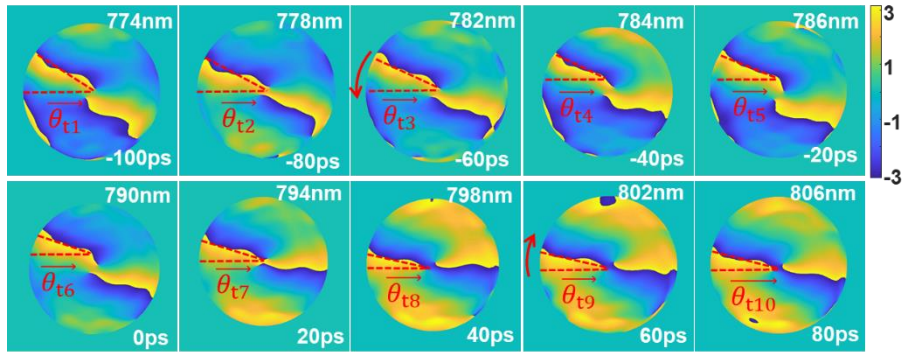 774nm 778nm 782nm 784nm 786nm 3
θt1 θt2 θt3 θt4 θt5 -1
-100ps -80ps -60ps -40ps -20ps -3
790nm 794nm 798nm 802nm 806nm
θt6 θt7 θt8 θt9 θt10
0ps 20ps 40ps 60ps 80ps